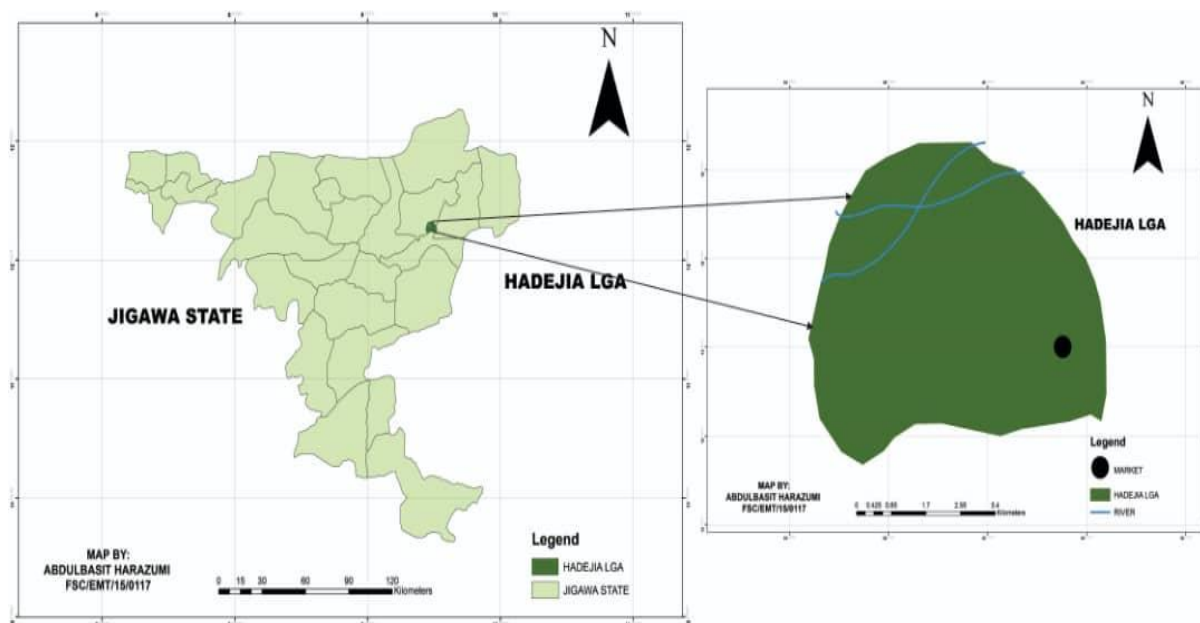 N
JIGAWA STATE
HADEJIA LGA
MAP BY:
ABDULBASIT HARAZUMI
FSC/EMT/15/0117
0 15 30 60 90 120
Kilometers
Legend
HADEJIA LGA
JIGAWA STATE
N
HADEJIA LGA
MAP BY:
ABDULBASIT HARAZUMI
FSC/EMT/15/0117
Kilometers
Legend
MARKET
HADEJIA LGA
RIVER